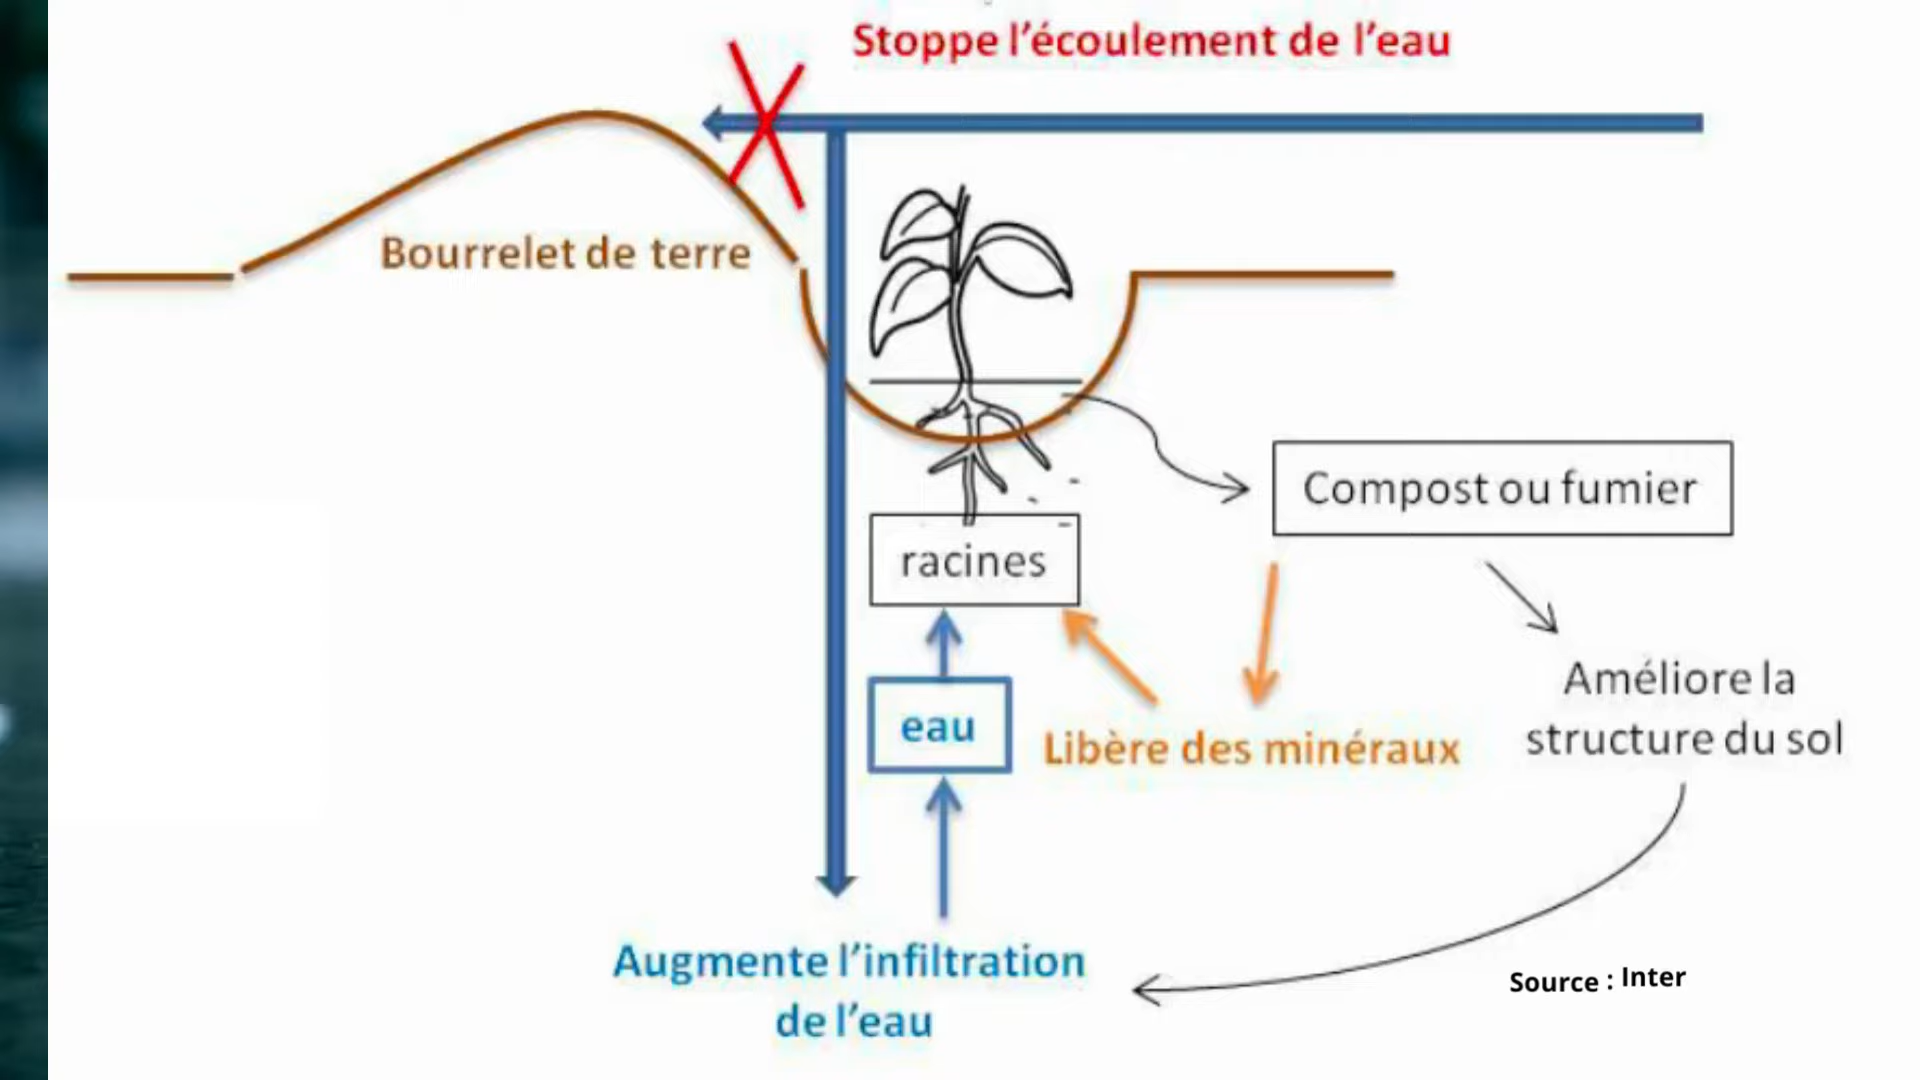 Stoppe l'écoulement de l'eau
Bourrelet de terre
Compost ou fumier
racines
Améliore la
structure du sol
eau
Libère des minéraux
Augmente l'infiltration
de l'eau
Source : Inter